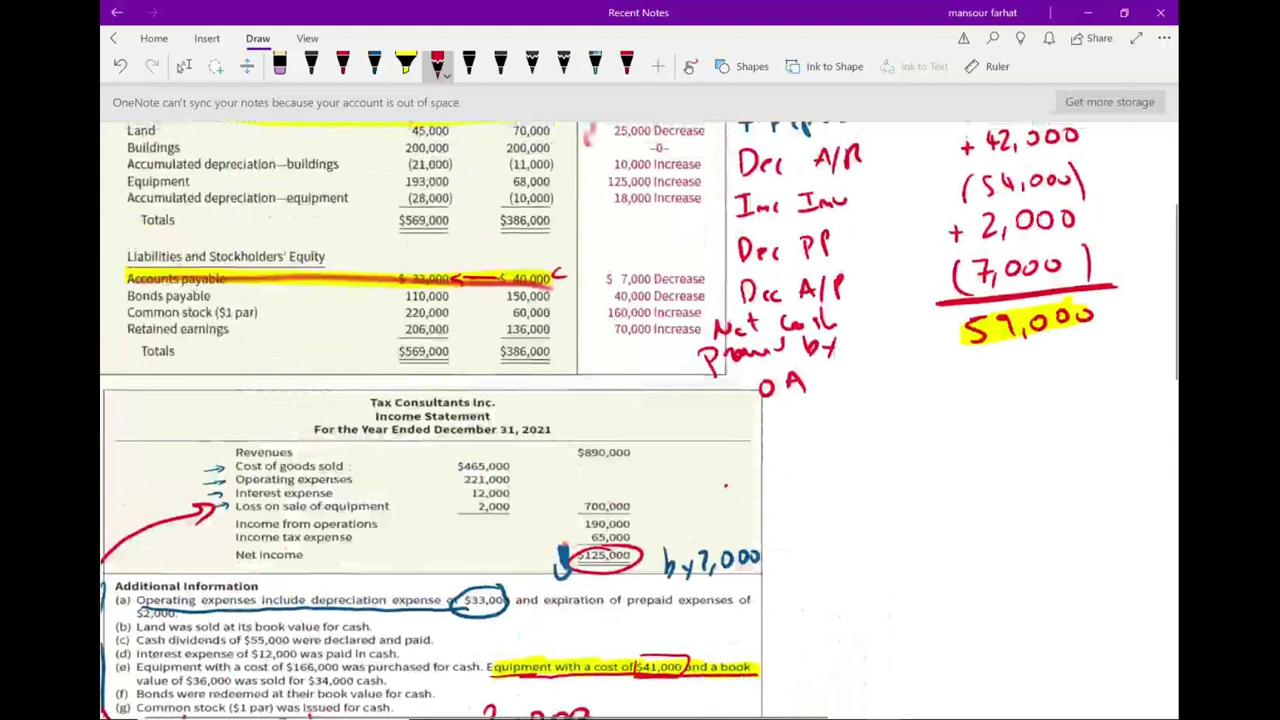 Recent Notes
mansour farhat
Home Insert Draw View
Share
Shapes Ink to Shape Ink to Text Ruler
OneNote can't sync your notes because your account is out of space.
Get more storage
Land 45,000 70,000 25,000 Decrease
Buildings 200,000 200,000 -0-
Accumulated depreciation—buildings (21,000) (11,000) 10,000 Increase
Equipment 193,000 68,000 125,000 Increase
Accumulated depreciation—equipment (28,000) (10,000) 18,000 Increase
Totals $569,000 $386,000
Liabilities and Stockholders' Equity
Accounts payable $ 33,000 $ 40,000 $ 7,000 Decrease
Bonds payable 110,000 150,000 40,000 Decrease
Common stock ($1 par) 220,000 60,000 160,000 Increase
Retained earnings 206,000 136,000 70,000 Increase
Totals $569,000 $386,000
+ 42,000
Dec A/R (54,000)
Inc Inv + 2,000
Dec PP (7,000)
Dec A/P
Net Cash 59,000
by
OA
Tax Consultants Inc.
Income Statement
For the Year Ended December 31, 2021
Revenues $890,000
Cost of goods sold : $465,000
Operating expenses 221,000
Interest expense 12,000
Loss on sale of equipment 2,000 700,000
Income from operations 190,000
Income tax expense 65,000
Net income $125,000 by 2,000
Additional Information
(a) Operating expenses include depreciation expense of $33,000 and expiration of prepaid expenses of
$2,000.
(b) Land was sold at its book value for cash.
(c) Cash dividends of $55,000 were declared and paid.
(d) Interest expense of $12,000 was paid in cash.
(e) Equipment with a cost of $166,000 was purchased for cash. Equipment with a cost of $41,000 and a book
value of $36,000 was sold for $34,000 cash.
(f) Bonds were redeemed at their book value for cash.
(g) Common stock ($1 par) was issued for cash.